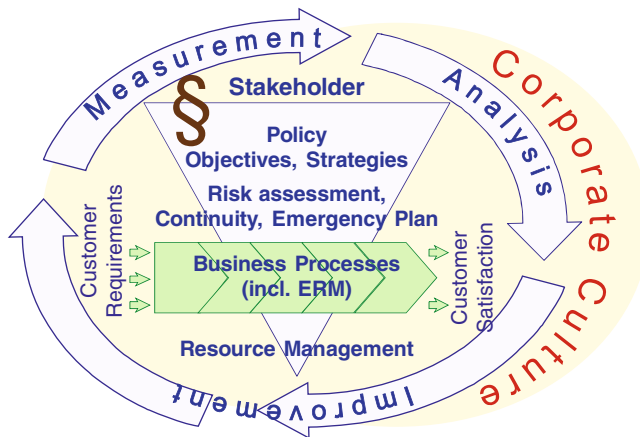 Measurement
Analysis
Corporate Culture
§
Stakeholder
Policy
Objectives, Strategies
Risk assessment,
Continuity, Emergency Plan
Customer
Requirements
Business Processes
(incl. ERM)
Customer
Satisfaction
Resource Management
Improvement